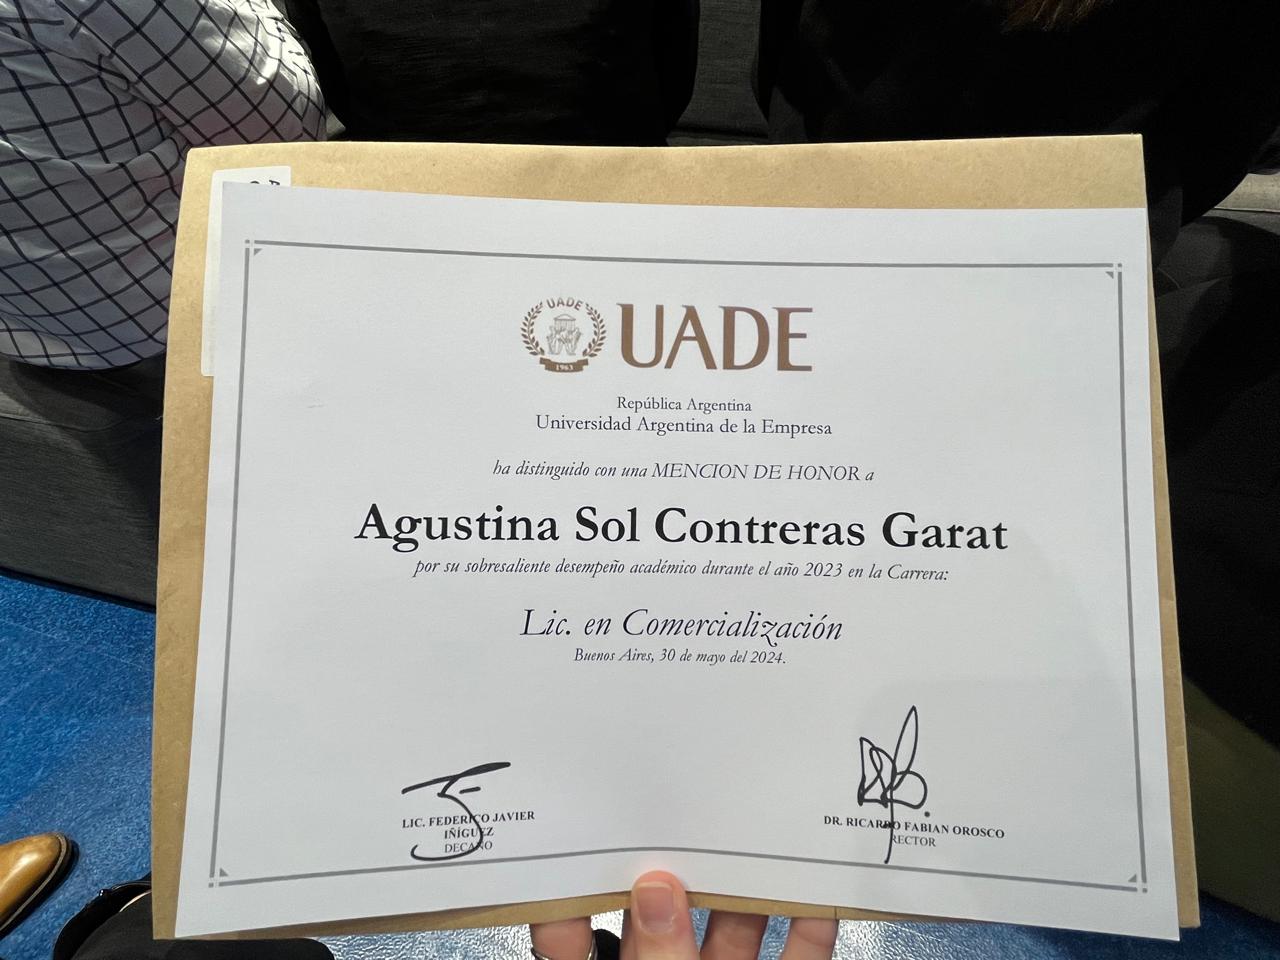 UADE
1963
UADE
República Argentina
Universidad Argentina de la Empresa
ha distinguido con una MENCION DE HONOR a
Agustina Sol Contreras Garat
por su sobresaliente desempeño académico durante el año 2023 en la Carrera:
Lic. en Comercialización
Buenos Aires, 30 de mayo del 2024.
LIC. FEDERICO JAVIER
IÑÍGUEZ
DECANO
DR. RICARDO FABIAN OROSCO
RECTOR